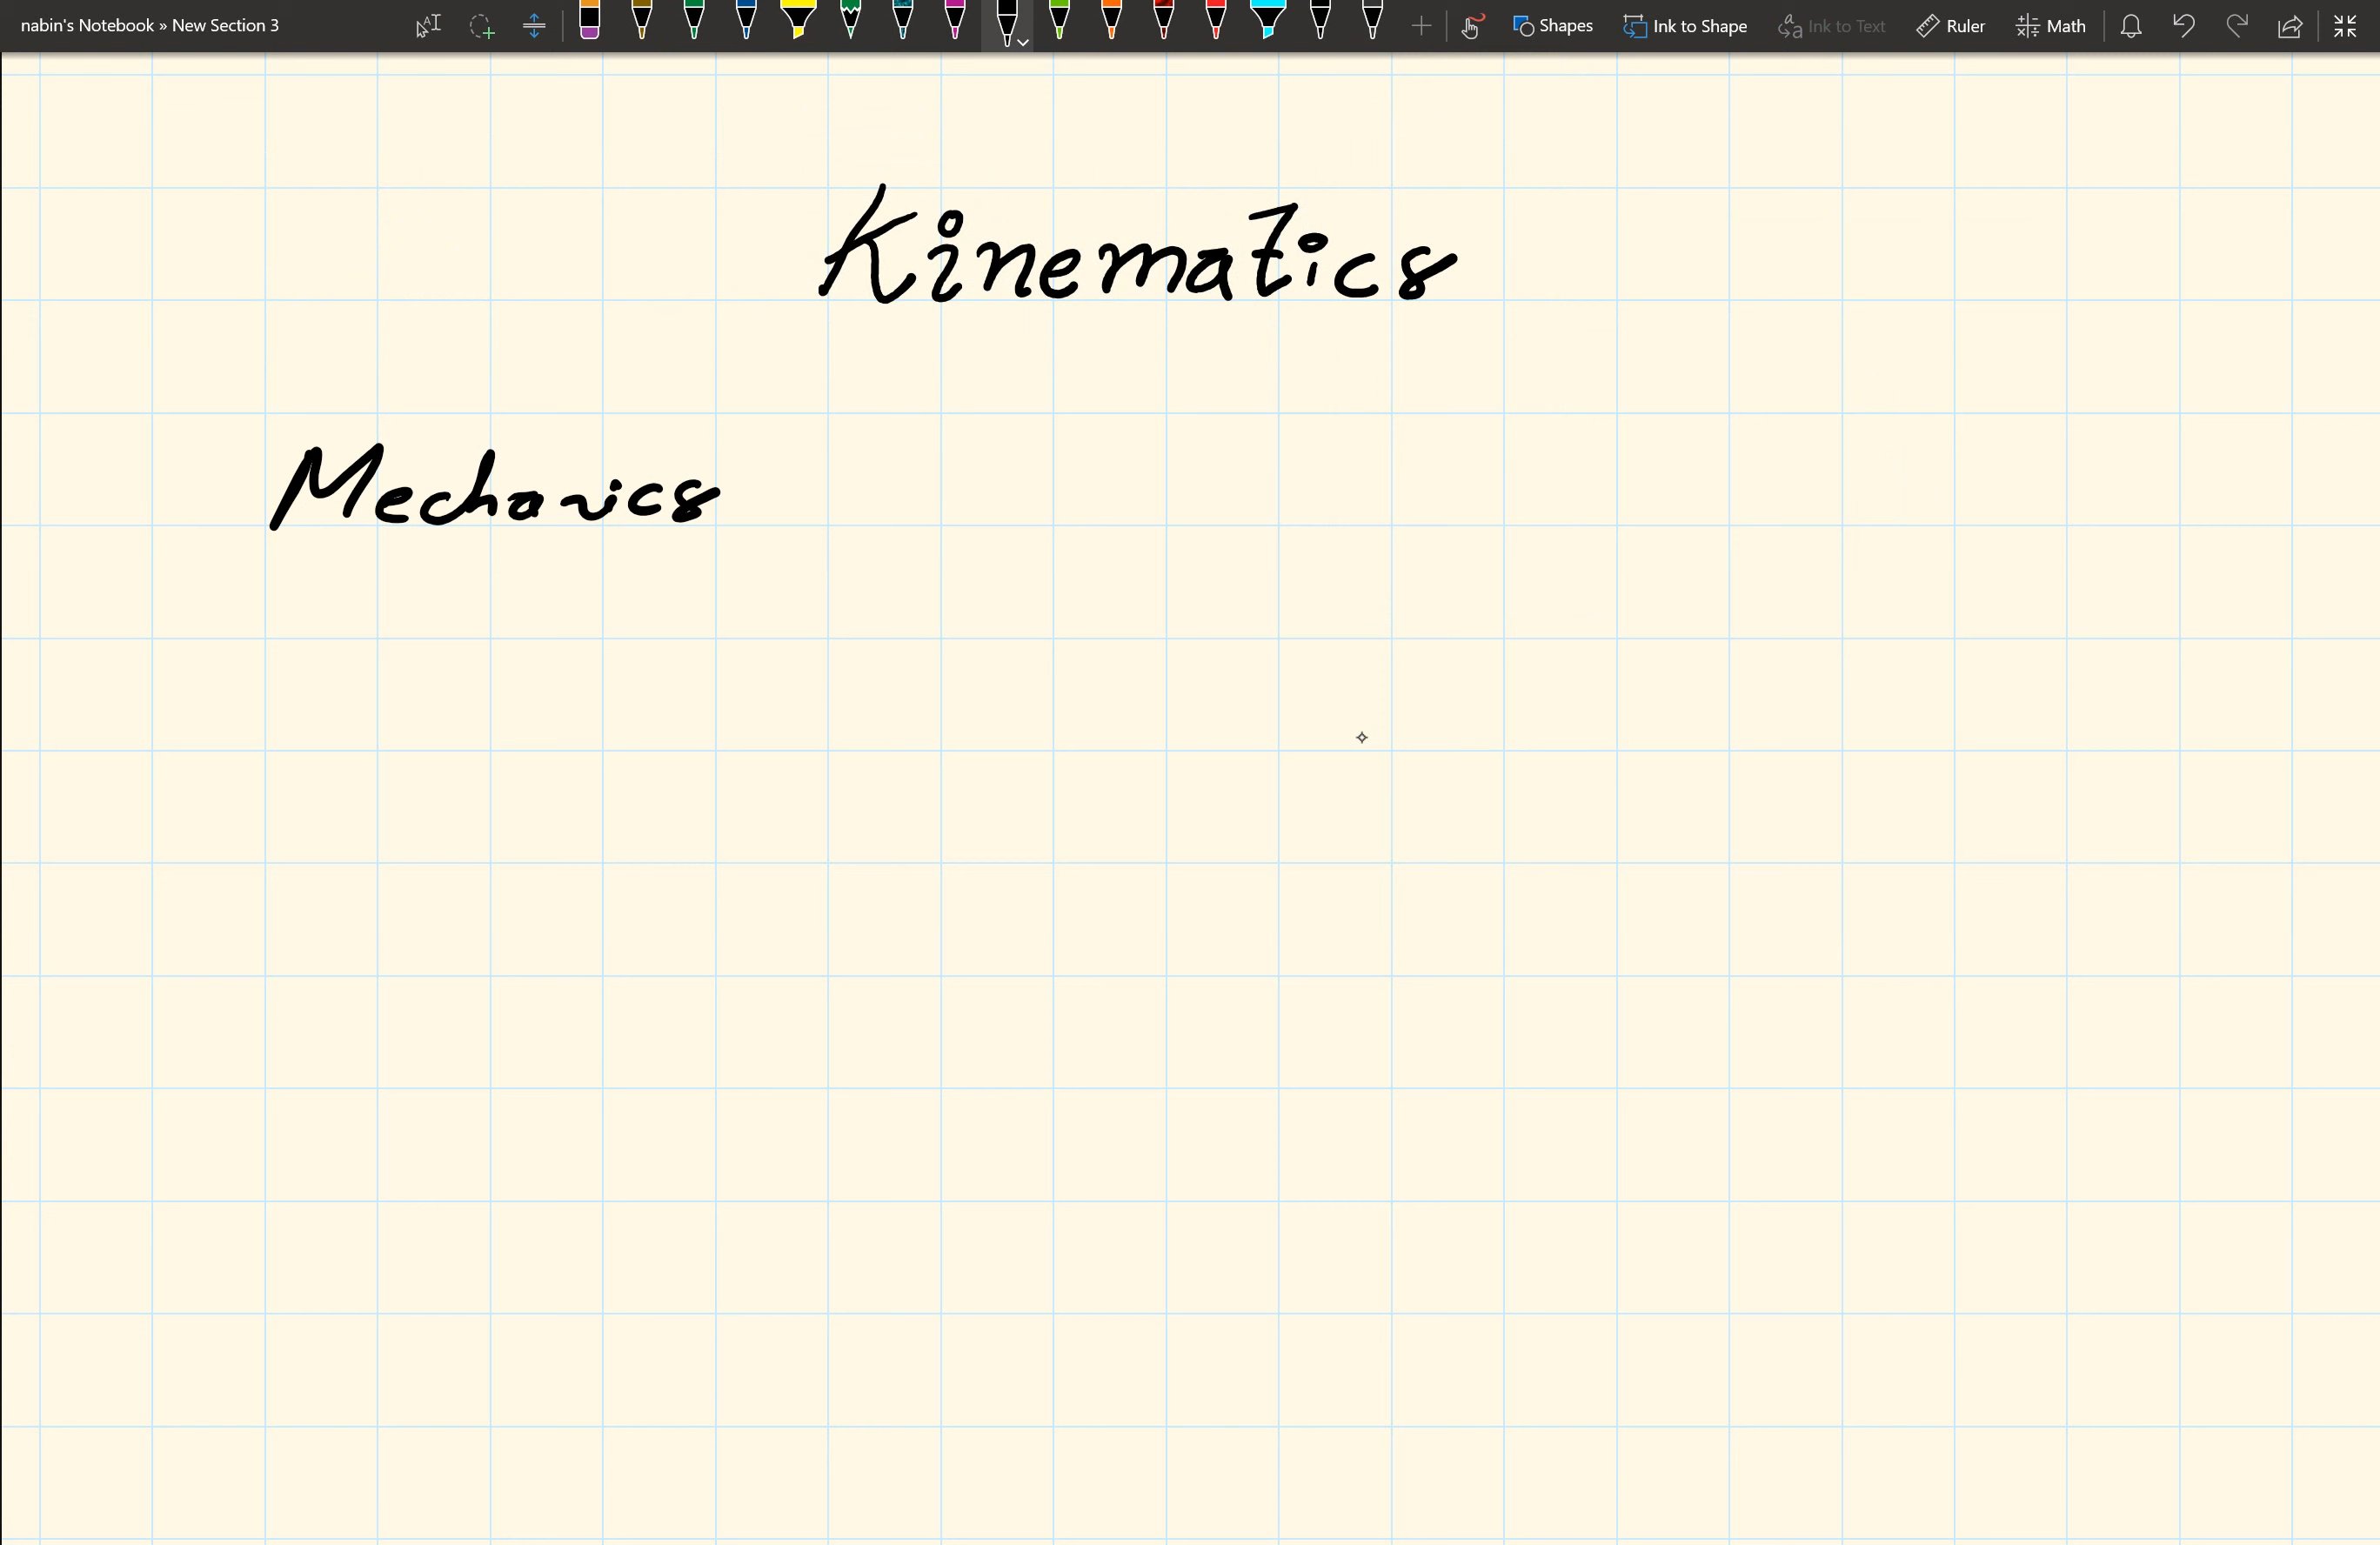 nabin's Notebook » New Section 3
Shapes Ink to Shape Ink to Text Ruler Math
Kinematics
Mechanics